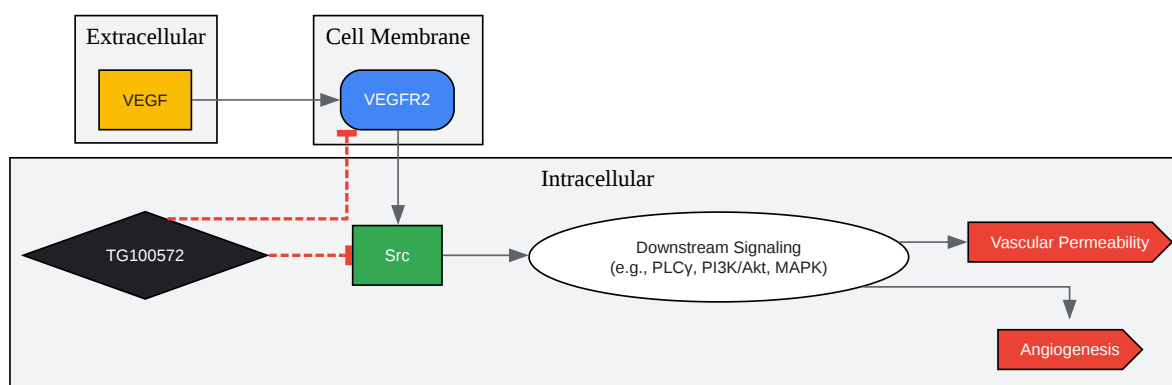 Extracellular
Cell Membrane
VEGF
VEGFR2
Intracellular
TG100572
Src
Downstream Signaling
(e.g., PLCγ, PI3K/Akt, MAPK)
Vascular Permeability
Angiogenesis